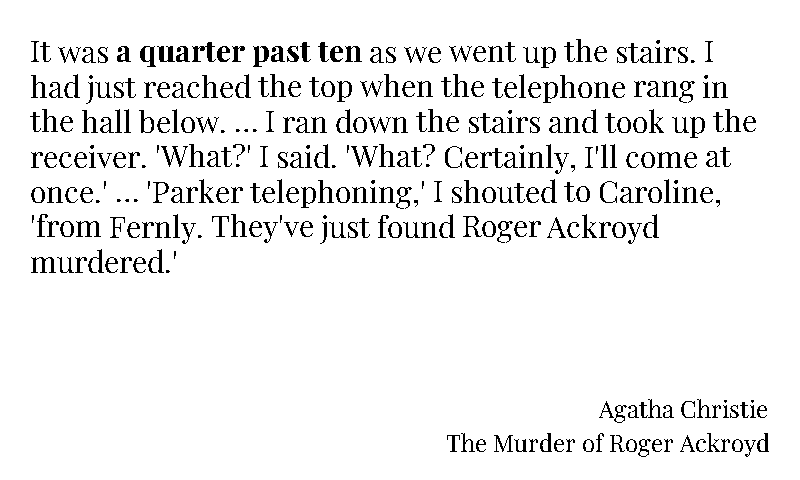 It was a quarter past ten as we went up the stairs. I
had just reached the top when the telephone rang in
the hall below. ... I ran down the stairs and took up the
receiver. 'What?' I said. 'What? Certainly, I'll come at
once.' ... 'Parker telephoning,' I shouted to Caroline,
'from Fernly. They've just found Roger Ackroyd
murdered.'
Agatha Christie
The Murder of Roger Ackroyd